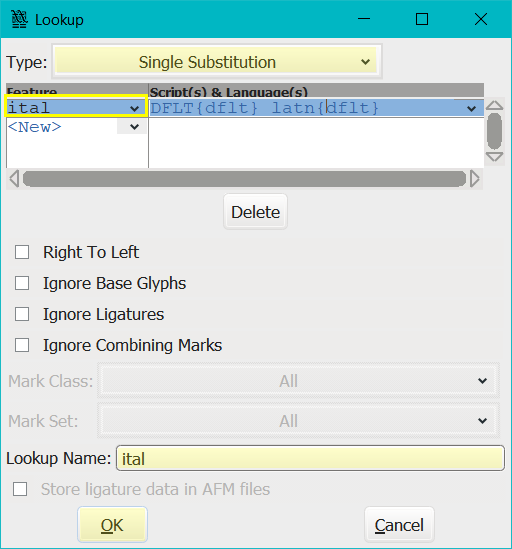 Lookup
Type: Single Substitution
Feature Script(s) & Language(s)
ital DFLT{dflt} latn{dflt}
<New>
Delete
Right To Left
Ignore Base Glyphs
Ignore Ligatures
Ignore Combining Marks
Mark Class: All
Mark Set: All
Lookup Name: ital
Store ligature data in AFM files
OK Cancel